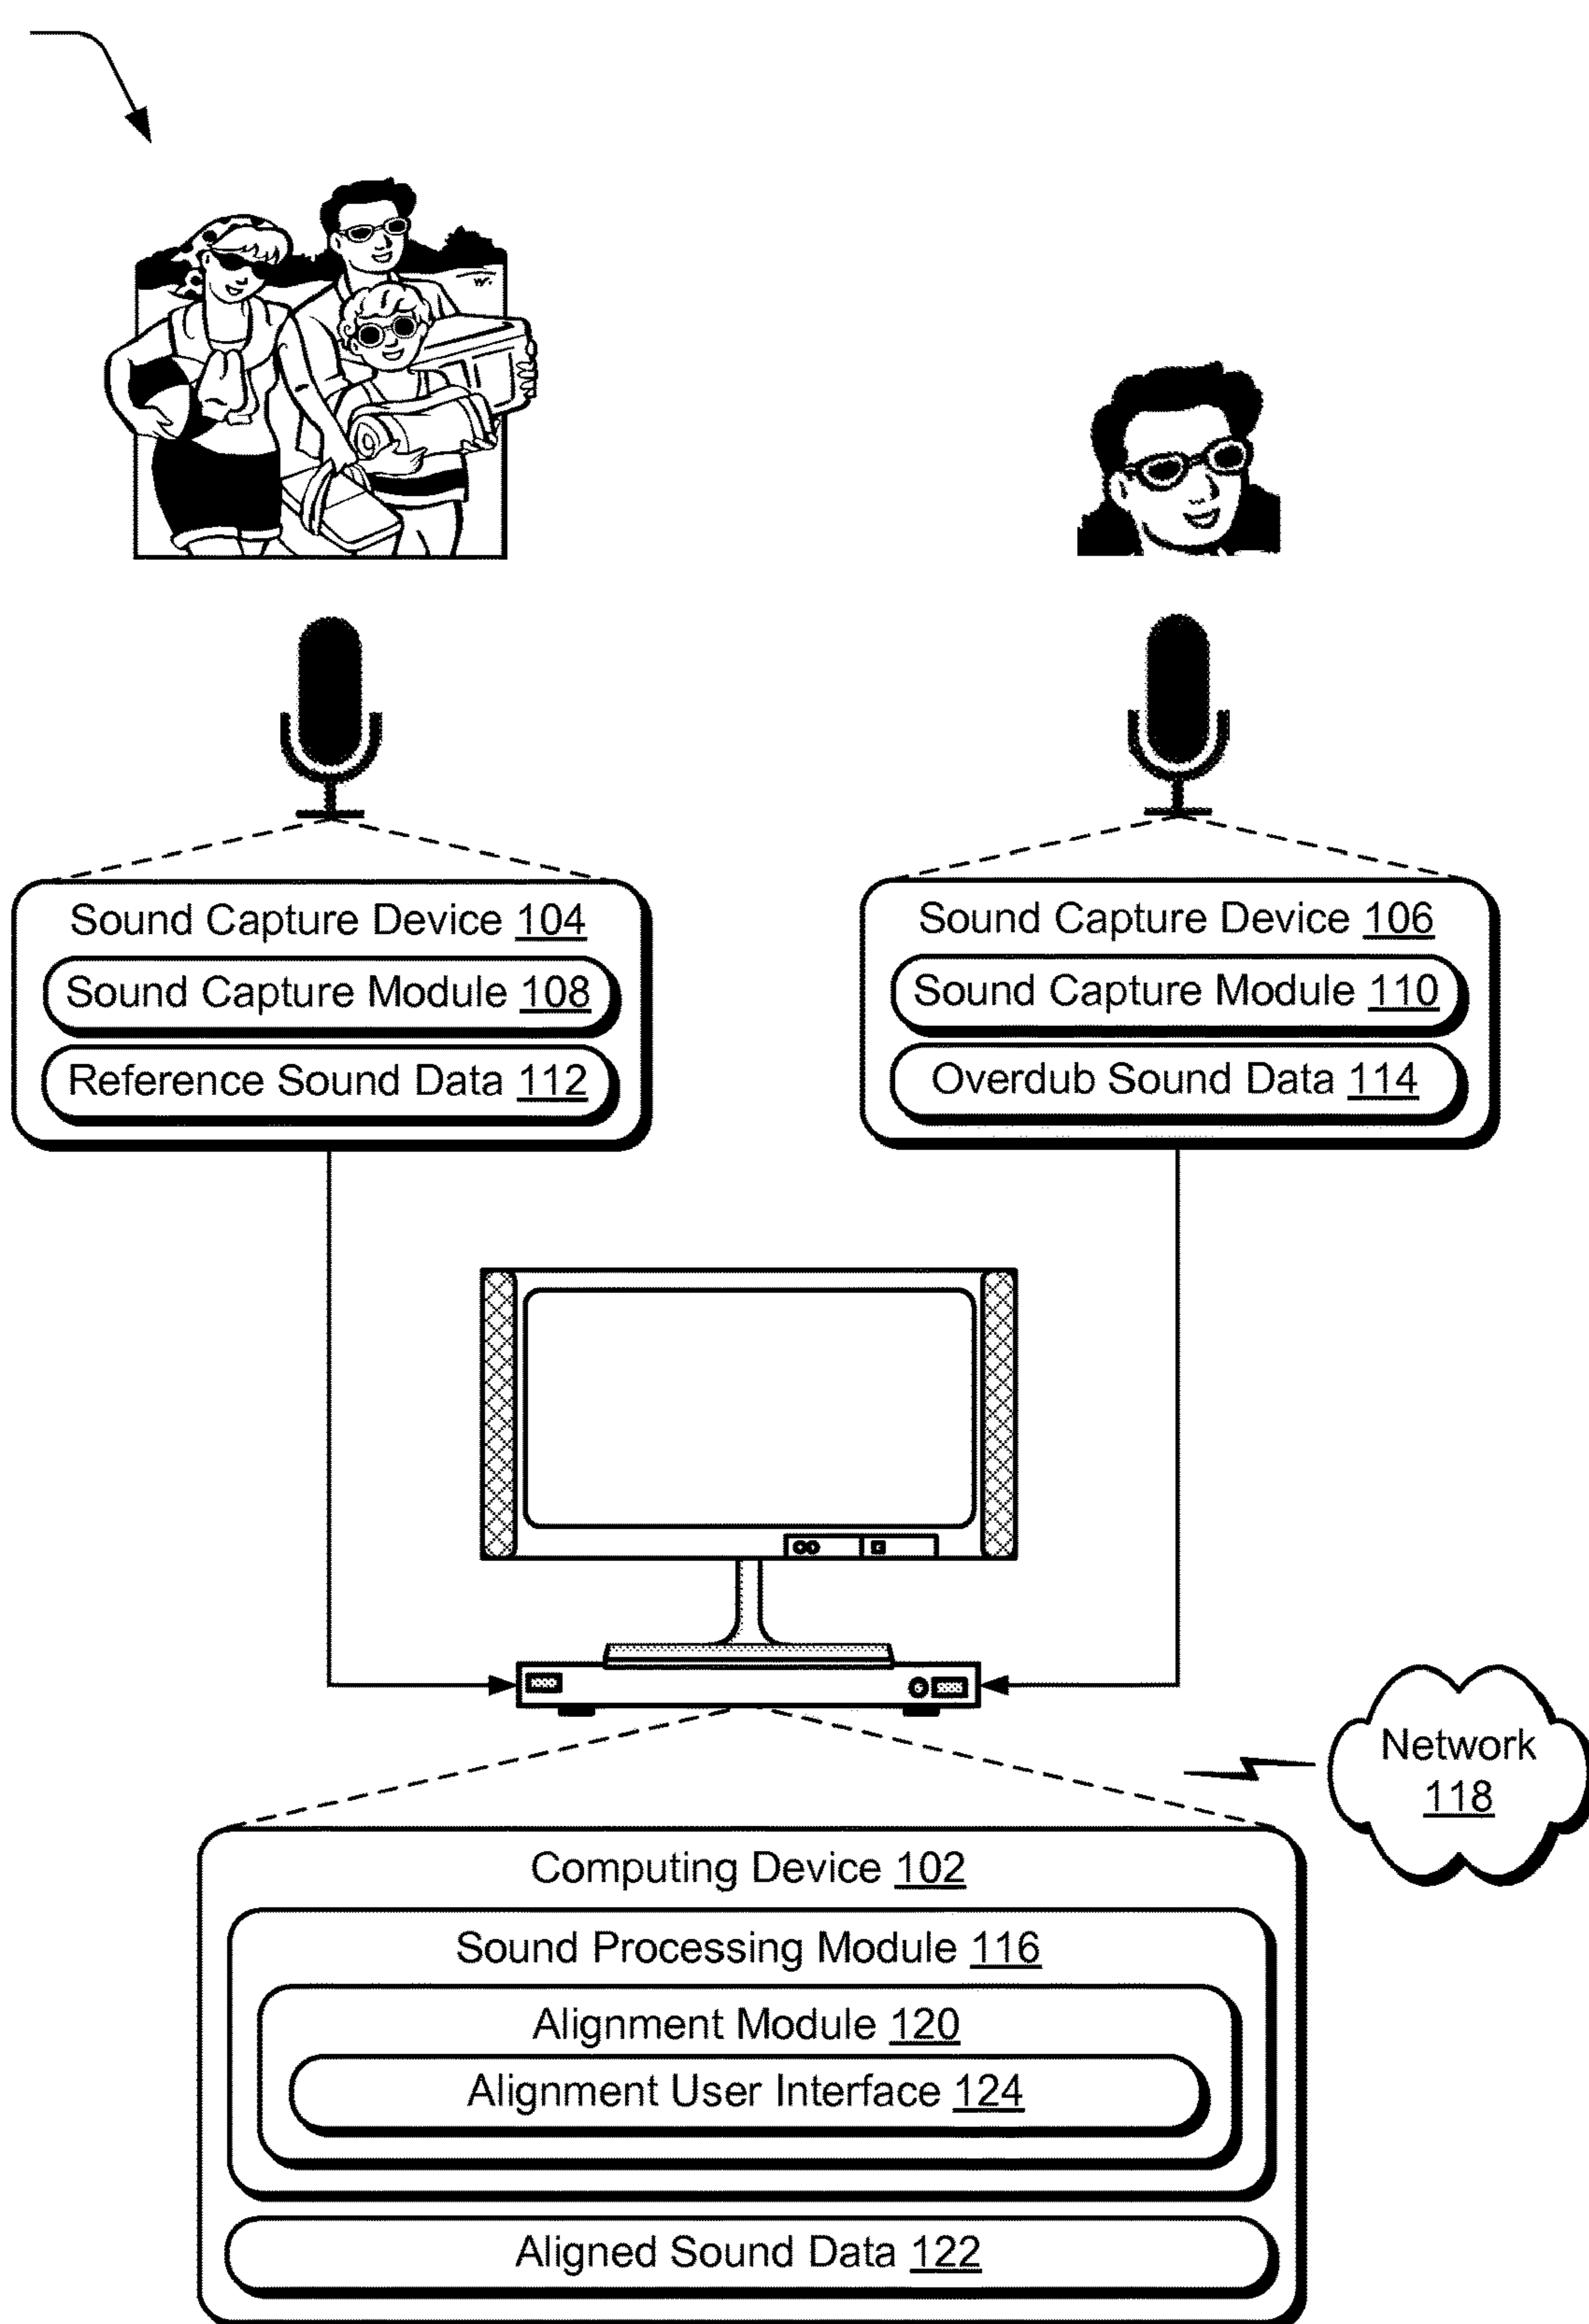 Sound Capture Device 104
Sound Capture Module 108
Reference Sound Data 112
Sound Capture Device 106
Sound Capture Module 110
Overdub Sound Data 114
Network
118
Computing Device 102
Sound Processing Module 116
Alignment Module 120
Alignment User Interface 124
Aligned Sound Data 122